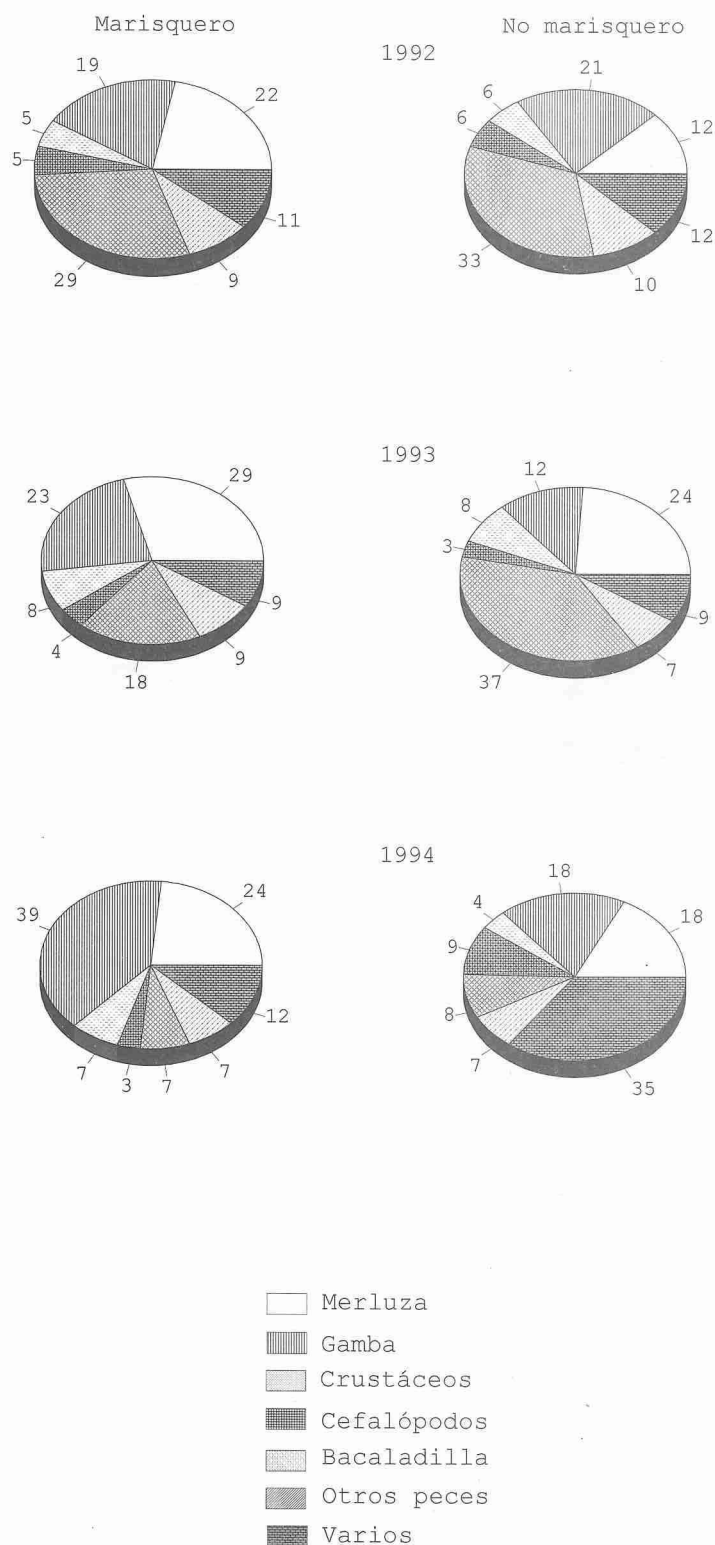 Marisquero No marisquero
1992
19 22 5 5 29 9 11
21 12 6 6 33 10 12
1993
29 23 8 4 18 9 9
12 24 8 3 37 7 9
1994
39 24 7 3 7 7 12
18 18 4 9 8 7 35
Merluza
Gamba
Crustáceos
Cefalópodos
Bacaladilla
Otros peces
Varios